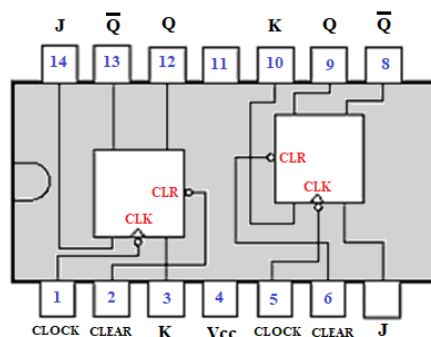 J Q̅ Q K Q Q̅
14 13 12 11 10 9 8
CLR
CLR
CLK
CLK
1 2 3 4 5 6
CLOCK CLEAR K Vcc CLOCK CLEAR J